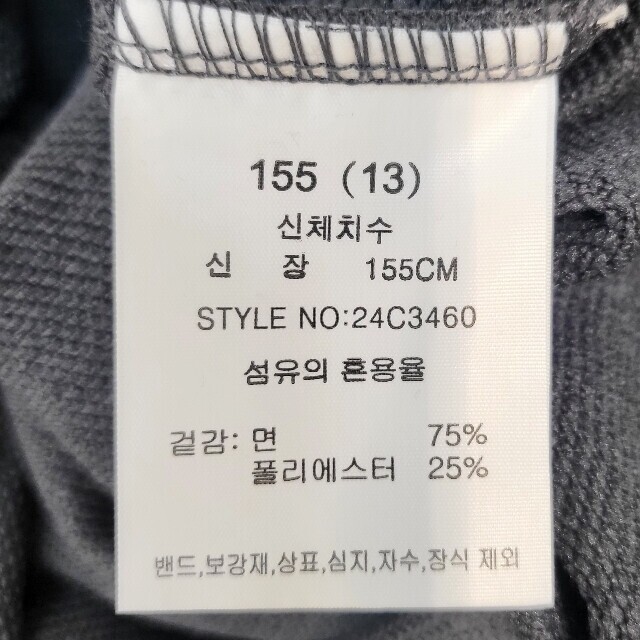 155 (13)
신체치수
신 장 155CM
STYLE NO:24C3460
섬유의 혼용율
겉감: 면 75%
폴리에스터 25%
밴드,보강재,상표,심지,자수,장식 제외